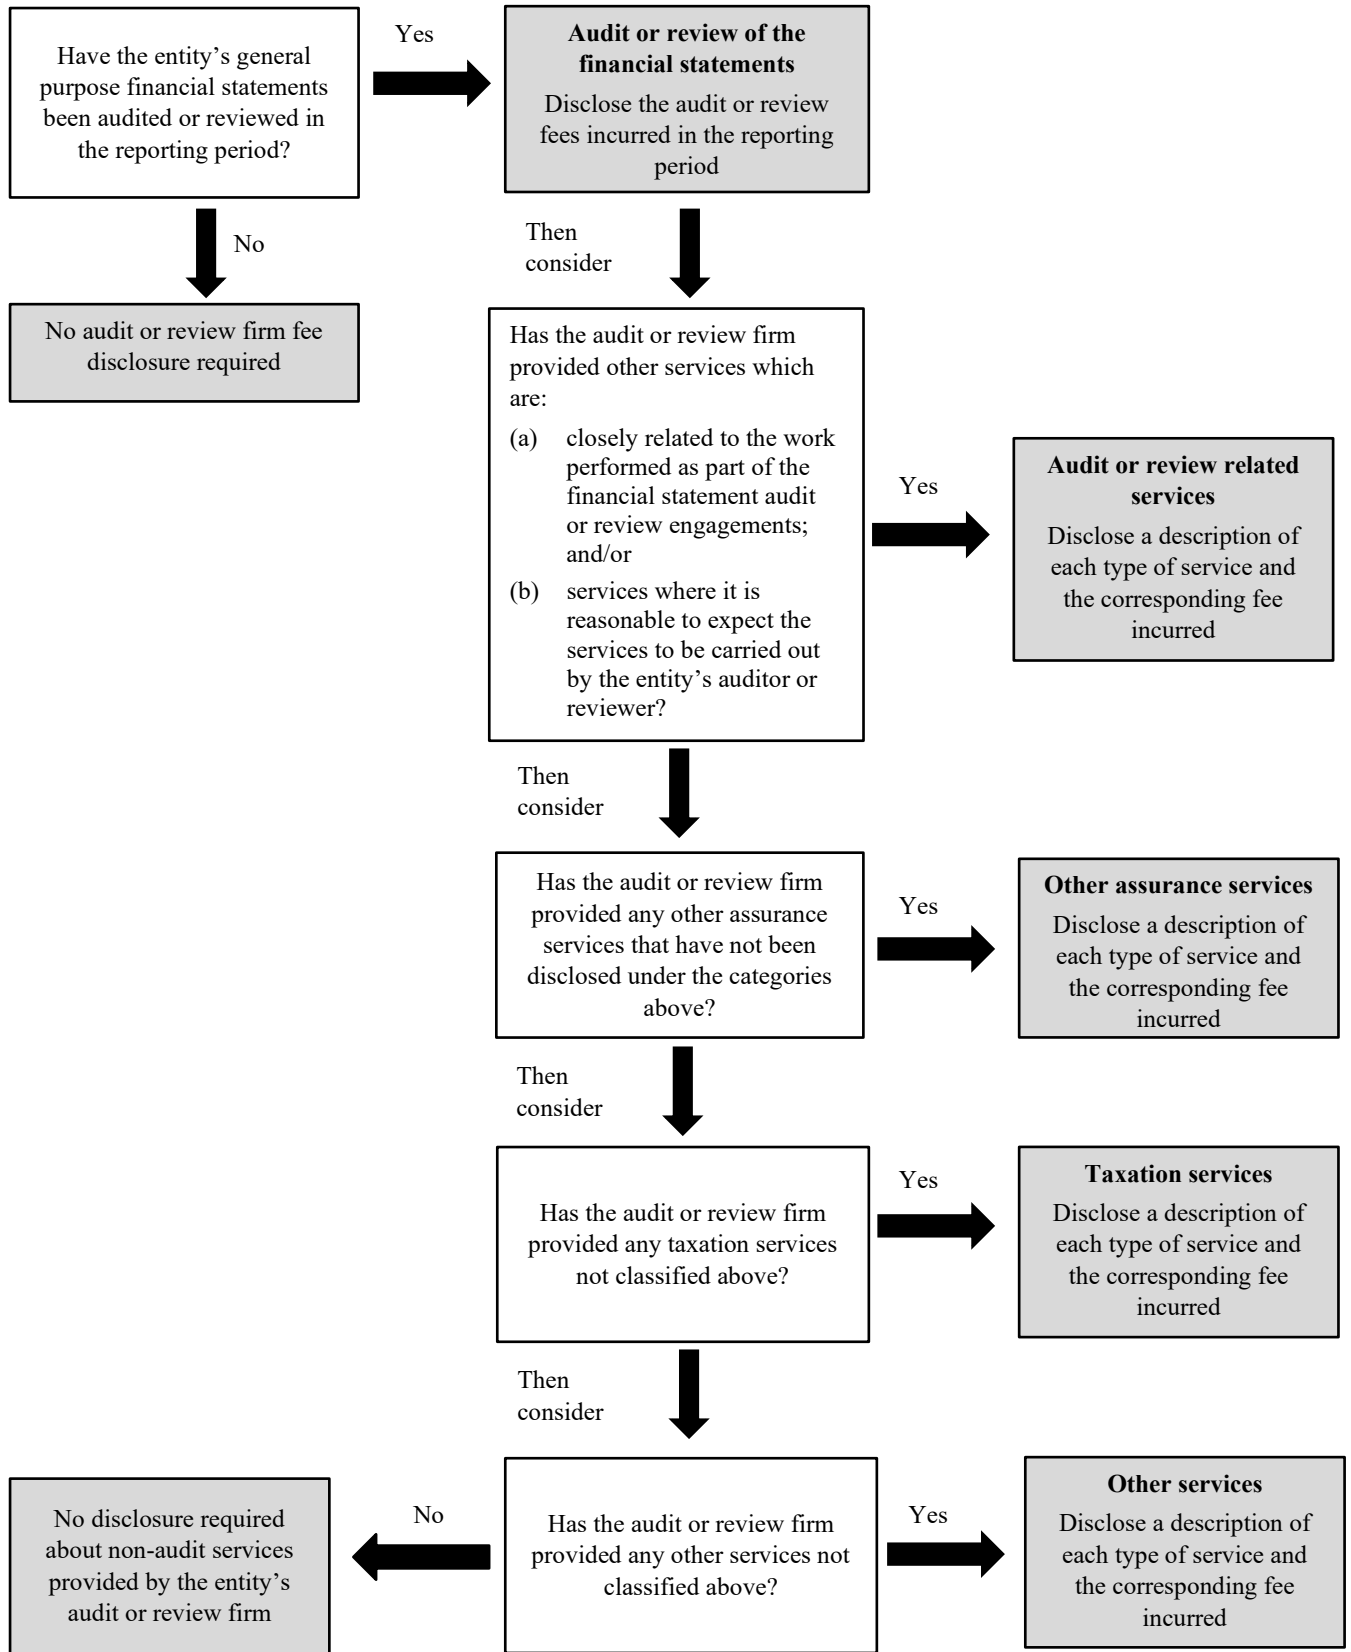 Have the entity’s general
purpose financial statements
been audited or reviewed in
the reporting period?
Yes
Audit or review of the
financial statements
Disclose the audit or review
fees incurred in the reporting
period
No
Then
consider
No audit or review firm fee
disclosure required
Has the audit or review firm
provided other services which
are:
(a) closely related to the work
performed as part of the
financial statement audit
or review engagements;
and/or
(b) services where it is
reasonable to expect the
services to be carried out
by the entity’s auditor or
reviewer?
Yes
Audit or review related
services
Disclose a description of
each type of service and
the corresponding fee
incurred
Then
consider
Has the audit or review firm
provided any other assurance
services that have not been
disclosed under the categories
above?
Yes
Other assurance services
Disclose a description of
each type of service and
the corresponding fee
incurred
Then
consider
Has the audit or review firm
provided any taxation services
not classified above?
Yes
Taxation services
Disclose a description of
each type of service and
the corresponding fee
incurred
Then
consider
Has the audit or review firm
provided any other services not
classified above?
No
No disclosure required
about non-audit services
provided by the entity’s
audit or review firm
Yes
Other services
Disclose a description of
each type of service and
the corresponding fee
incurred